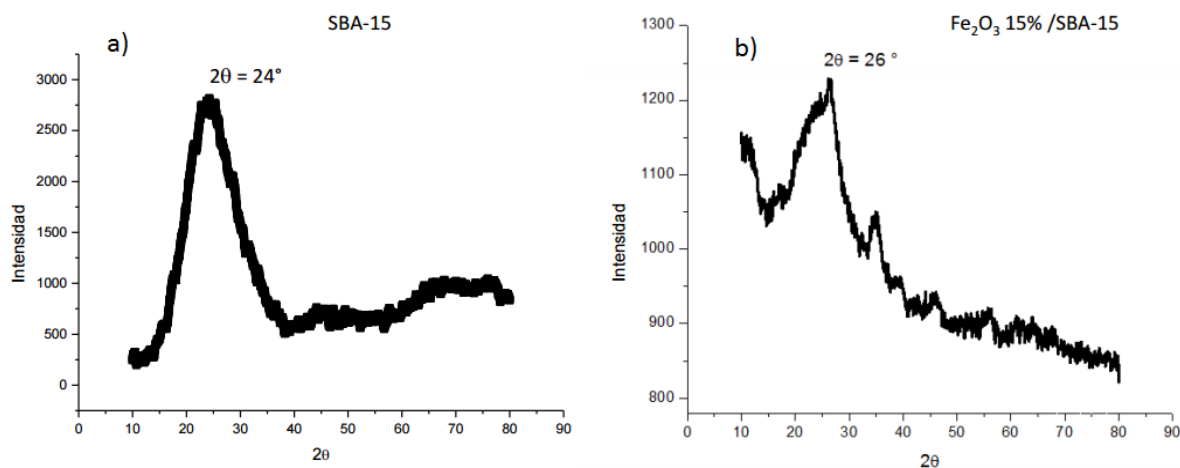 a)
SBA-15
2θ = 24°
Intensidad
3000
2500
2000
1500
1000
500
0
0 10 20 30 40 50 60 70 80 90
2θ
b)
Fe₂O₃ 15% /SBA-15
2θ = 26 °
Intensidad
1300
1200
1100
1000
900
800
0 10 20 30 40 50 60 70 80 90
2θ